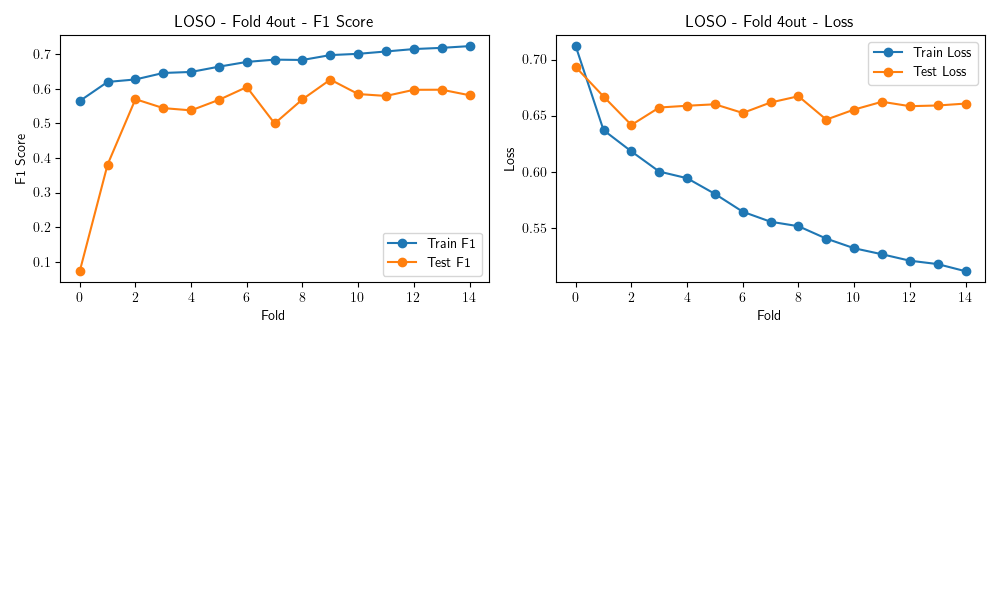 LOSO - Fold 4out - F1 Score
F1 Score
0.7
0.6
0.5
0.4
0.3
0.2
0.1
Train F1
Test F1
0 2 4 6 8 10 12 14
Fold
LOSO - Fold 4out - Loss
Loss
0.70
0.65
0.60
0.55
Train Loss
Test Loss
0 2 4 6 8 10 12 14
Fold